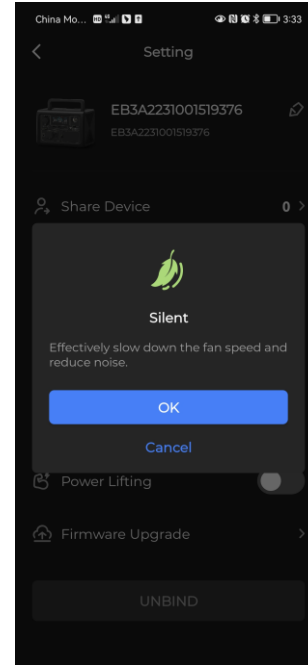 China Mo... 3:33
Setting
EB3A2231001519376
EB3A2231001519376
Share Device 0
Silent
Effectively slow down the fan speed and
reduce noise.
OK
Cancel
Power Lifting
Firmware Upgrade
UNBIND